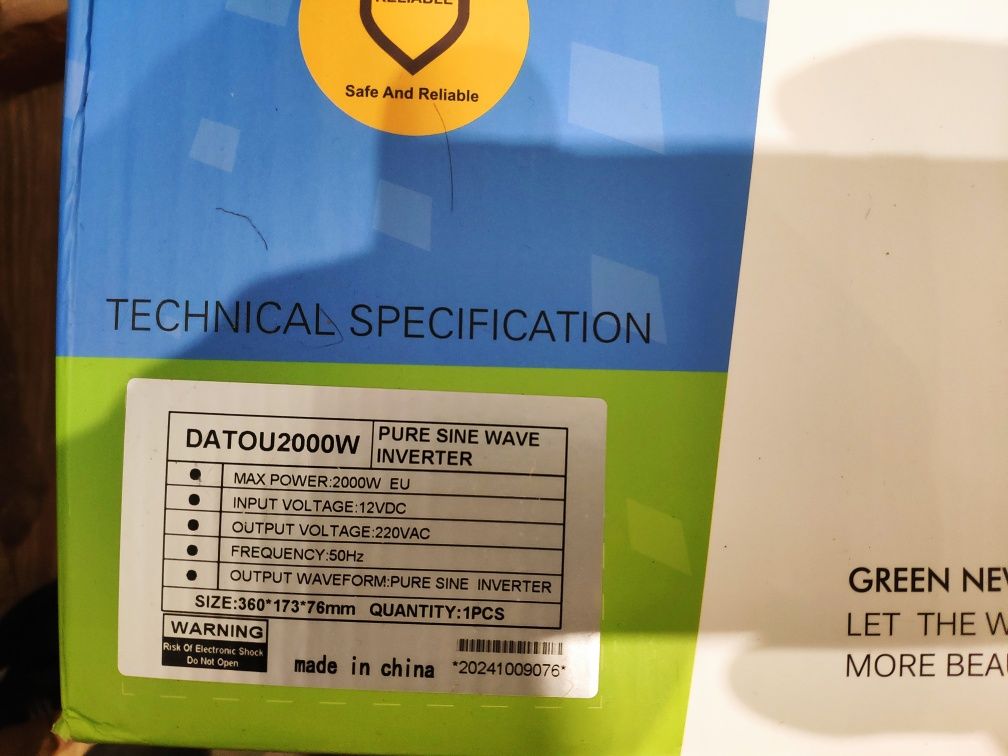 RELIABLE
Safe And Reliable
TECHNICAL SPECIFICATION
DATOU2000W
PURE SINE WAVE
INVERTER
MAX POWER:2000W EU
INPUT VOLTAGE:12VDC
OUTPUT VOLTAGE:220VAC
FREQUENCY:50Hz
OUTPUT WAVEFORM:PURE SINE INVERTER
SIZE:360*173*76mm QUANTITY:1PCS
WARNING
Risk Of Electronic Shock
Do Not Open
made in china
*20241009076*
GREEN NEW
LET THE W
MORE BEAU